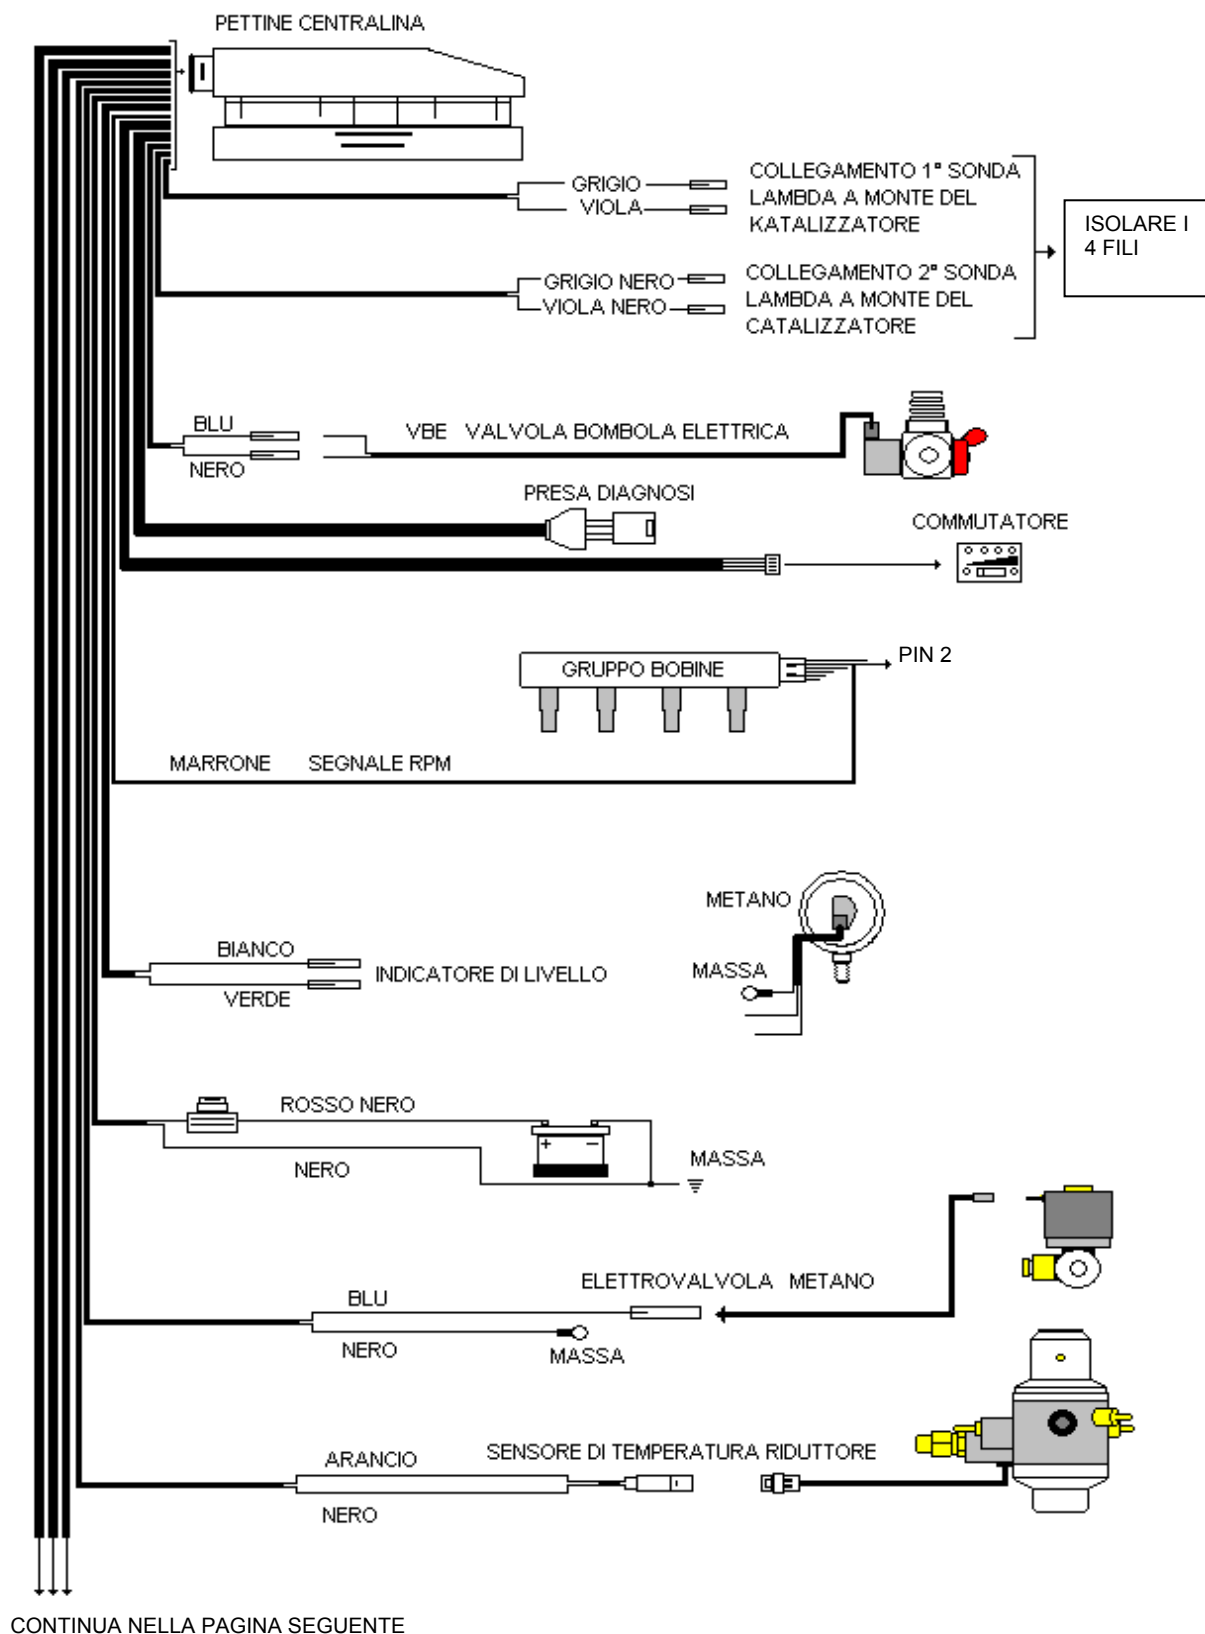 PETTINE CENTRALINA
GRIGIO
VIOLA
COLLEGAMENTO 1° SONDA
LAMBDA A MONTE DEL
KATALIZZATORE
ISOLARE I
4 FILI
GRIGIO NERO
VIOLA NERO
COLLEGAMENTO 2° SONDA
LAMBDA A MONTE DEL
CATALIZZATORE
BLU
NERO
VBE VALVOLA BOMBOLA ELETTRICA
PRESA DIAGNOSI
COMMUTATORE
GRUPPO BOBINE
PIN 2
MARRONE SEGNALE RPM
METANO
MASSA
BIANCO
VERDE
INDICATORE DI LIVELLO
ROSSO NERO
NERO
+ −
MASSA
ELETTROVALVOLA METANO
BLU
NERO
MASSA
SENSORE DI TEMPERATURA RIDUTTORE
ARANCIO
NERO
CONTINUA NELLA PAGINA SEGUENTE